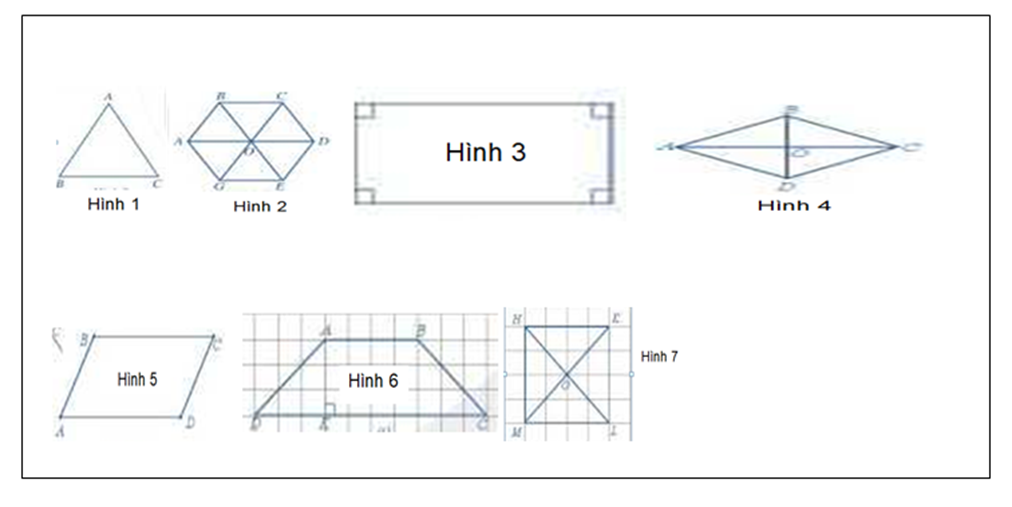 A
B C
Hình 1
B C
A D
O
G E
Hình 2
Hình 3
B
A C
O
D
Hình 4
B C
Hình 5
A D
A B
Hình 6
D K C
H K
O
M L
Hình 7